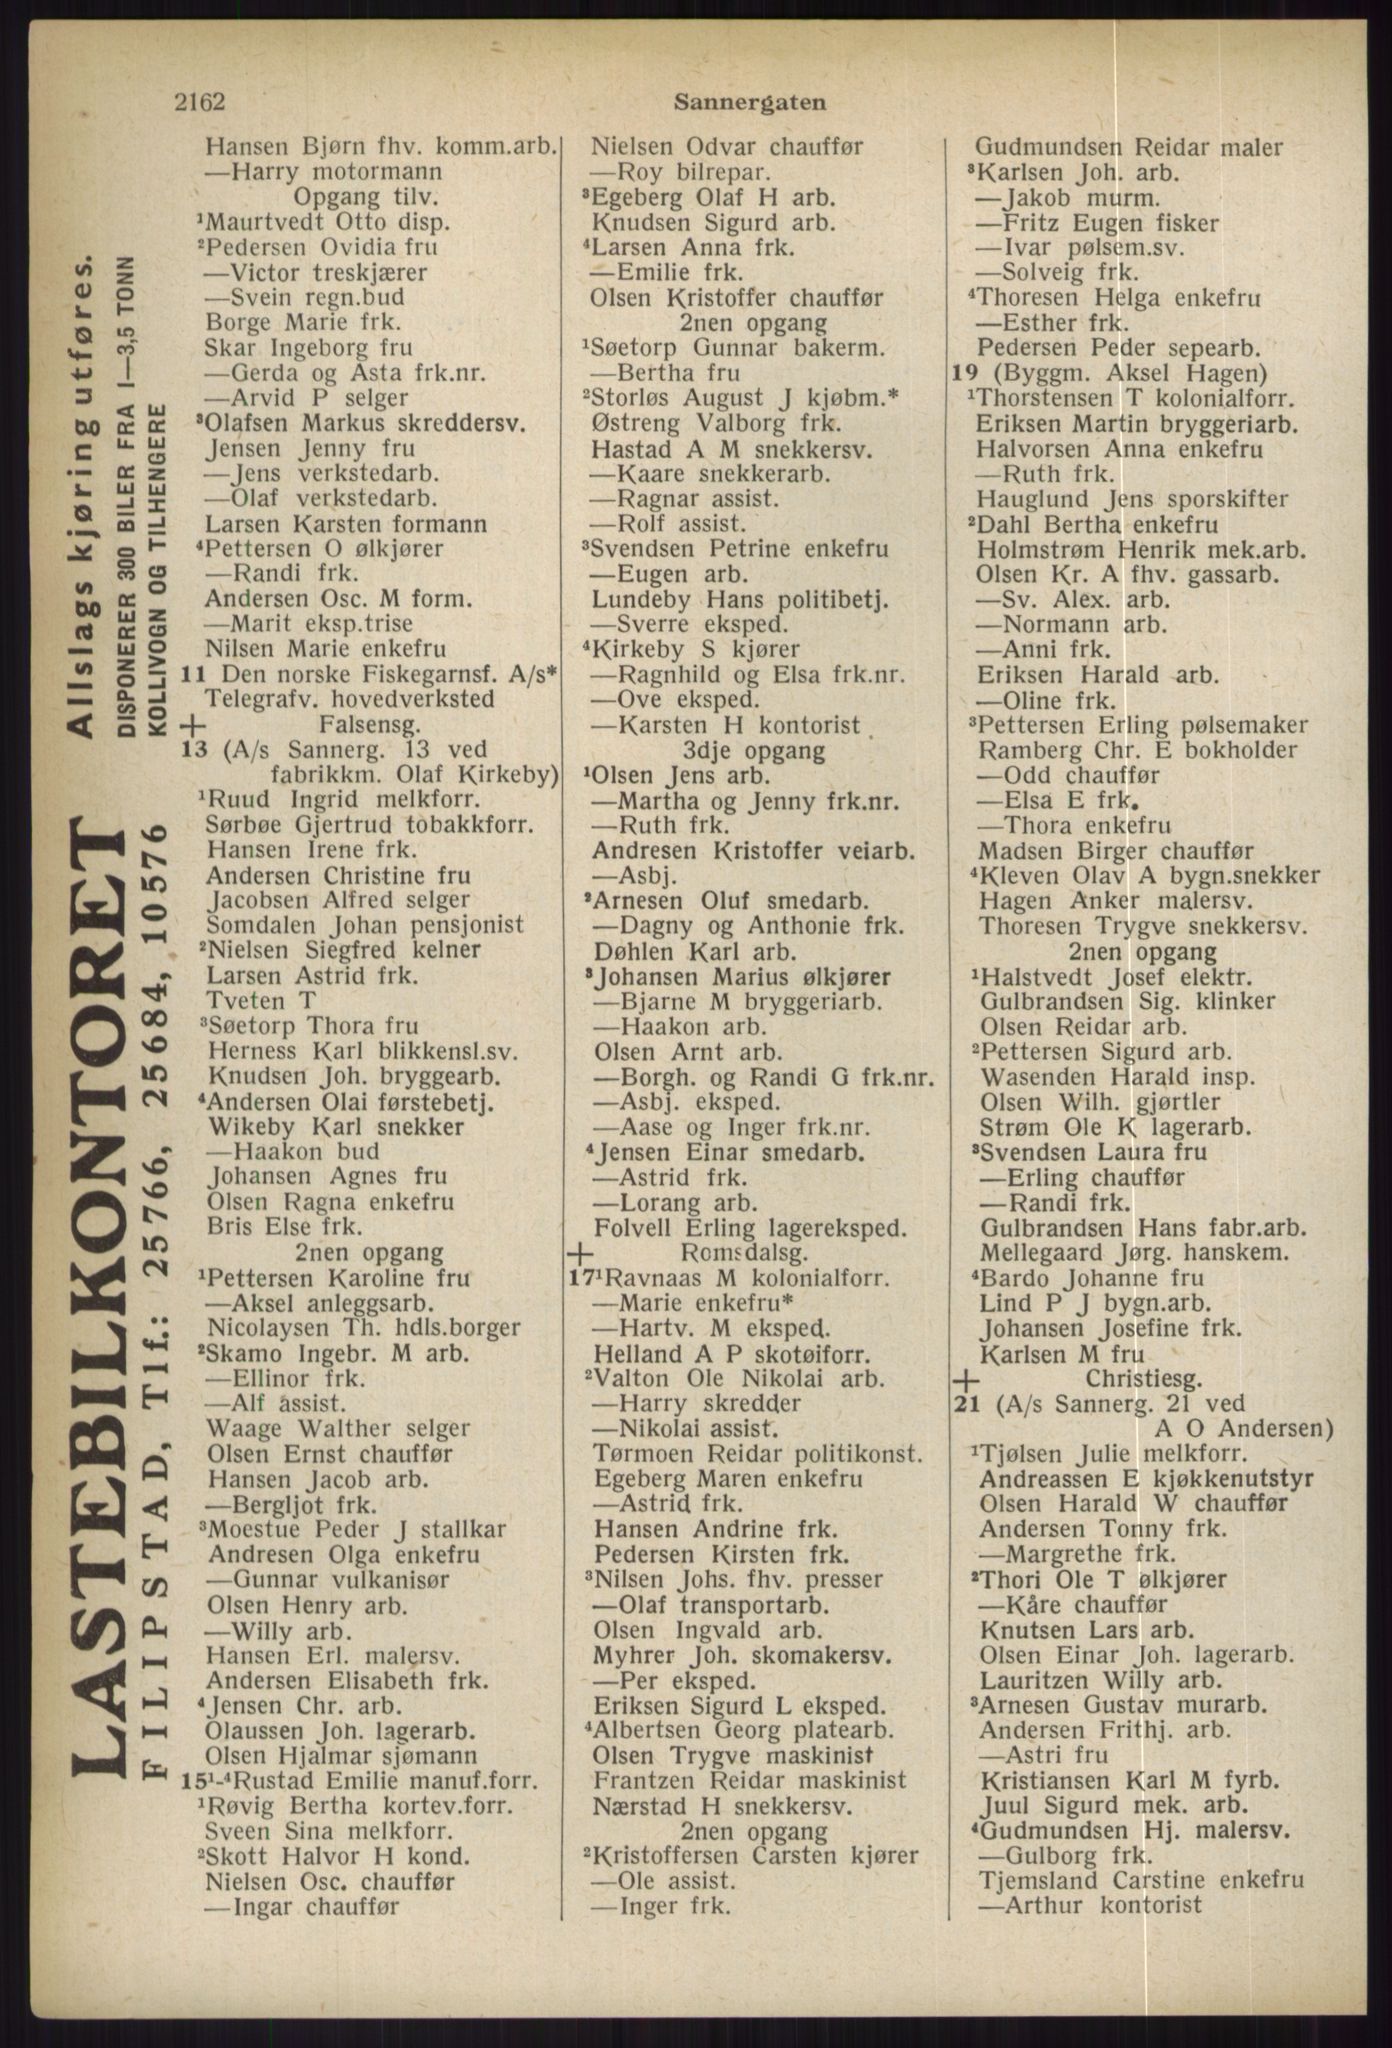 2162
Sannergaten
Hansen Bjørn fhv. komm.arb.
—Harry motormann
Opgang tilv.
¹Maurtvedt Otto disp.
²Pedersen Ovidia fru
—Victor treskjærer
—Svein regn.bud
Borge Marie frk.
Skar Ingeborg fru
—Gerda og Asta frk.nr.
—Arvid P selger
³Olafsen Markus skreddersv.
Jensen Jenny fru
—Jens verkstedarb.
—Olaf verkstedarb.
Larsen Karsten formann
⁴Pettersen O ølkjører
—Randi frk.
Andersen Osc. M form.
—Marit eksp.trise
Nilsen Marie enkefru
11 Den norske Fiskegarnsf. A/s*
Telegrafv. hovedverksted
+ Falsensg.
13 (A/s Sannerg. 13 ved
fabrikkm. Olaf Kirkeby)
¹Ruud Ingrid melkforr.
Sørbøe Gjertrud tobakkforr.
Hansen Irene frk.
Andersen Christine fru
Jacobsen Alfred selger
Somdalen Johan pensjonist
²Nielsen Siegfred kelner
Larsen Astrid frk.
Tveten T
³Søetorp Thora fru
Herness Karl blikkensl.sv.
Knudsen Joh. bryggearb.
⁴Andersen Olai førstebetj.
Wikeby Karl snekker
—Haakon bud
Johansen Agnes fru
Olsen Ragna enkefru
Bris Else frk.
2nen opgang
¹Pettersen Karoline fru
—Aksel anleggsarb.
Nicolaysen Th. hdls.borger
²Skamo Ingebr. M arb.
—Ellinor frk.
—Alf assist.
Waage Walther selger
Olsen Ernst chauffør
Hansen Jacob arb.
—Bergljot frk.
³Moestue Peder J stallkar
Andresen Olga enkefru
—Gunnar vulkanisør
Olsen Henry arb.
—Willy arb.
Hansen Erl. malersv.
Andersen Elisabeth frk.
⁴Jensen Chr. arb.
Olaussen Joh. lagerarb.
Olsen Hjalmar sjømann
15¹-⁴Rustad Emilie manuf.forr.
¹Røvig Bertha kortev.forr.
Sveen Sina melkforr.
²Skott Halvor H kond.
Nielsen Osc. chauffør
—Ingar chauffør
Nielsen Odvar chauffør
—Roy bilrepar.
³Egeberg Olaf H arb.
Knudsen Sigurd arb.
⁴Larsen Anna frk.
—Emilie frk.
Olsen Kristoffer chauffør
2nen opgang
¹Søetorp Gunnar bakerm.
—Bertha fru
²Storløs August J kjøbm.*
Østreng Valborg frk.
Hastad A M snekkersv.
—Kaare snekkerarb.
—Ragnar assist.
—Rolf assist.
³Svendsen Petrine enkefru
—Eugen arb.
Lundeby Hans politibetj.
—Sverre eksped.
⁴Kirkeby S kjører
—Ragnhild og Elsa frk.nr.
—Ove eksped.
—Karsten H kontorist
3dje opgang
¹Olsen Jens arb.
—Martha og Jenny frk.nr.
—Ruth frk.
Andresen Kristoffer veiarb.
—Asbj.
²Arnesen Oluf smedarb.
—Dagny og Anthonie frk.
Døhlen Karl arb.
³Johansen Marius ølkjører
—Bjarne M bryggeriarb.
—Haakon arb.
Olsen Arnt arb.
—Borgh. og Randi G frk.nr.
—Asbj. eksped.
—Aase og Inger frk.nr.
⁴Jensen Einar smedarb.
—Astrid frk.
—Lorang arb.
Folvell Erling lagereksped.
+ Romsdalsg.
17¹Ravnaas M kolonialforr.
—Marie enkefru*
—Hartv. M eksped.
Helland A P skotøiforr.
²Valton Ole Nikolai arb.
—Harry skredder
—Nikolai assist.
Tørmoen Reidar politikonst.
Egeberg Maren enkefru
—Astrid frk.
Hansen Andrine frk.
Pedersen Kirsten frk.
³Nilsen Johs. fhv. presser
—Olaf transportarb.
Olsen Ingvald arb.
Myhrer Joh. skomakersv.
—Per eksped.
Eriksen Sigurd L eksped.
⁴Albertsen Georg platearb.
Olsen Trygve maskinist
Frantzen Reidar maskinist
Nærstad H snekkersv.
2nen opgang
²Kristoffersen Carsten kjører
—Ole assist.
—Inger frk.
Gudmundsen Reidar maler
³Karlsen Joh. arb.
—Jakob murm.
—Fritz Eugen fisker
—Ivar pølsem.sv.
—Solveig frk.
⁴Thoresen Helga enkefru
—Esther frk.
Pedersen Peder sepearb.
19 (Byggm. Aksel Hagen)
¹Thorstensen T kolonialforr.
Eriksen Martin bryggeriarb.
Halvorsen Anna enkefru
—Ruth frk.
Hauglund Jens sporskifter
²Dahl Bertha enkefru
Holmstrøm Henrik mek.arb.
Olsen Kr. A fhv. gassarb.
—Sv. Alex. arb.
—Normann arb.
—Anni frk.
Eriksen Harald arb.
—Oline frk.
³Pettersen Erling pølsemaker
Ramberg Chr. E bokholder
—Odd chauffør
—Elsa E frk.
—Thora enkefru
Madsen Birger chauffør
⁴Kleven Olav A bygn.snekker
Hagen Anker malersv.
Thoresen Trygve snekkersv.
2nen opgang
¹Halstvedt Josef elektr.
Gulbrandsen Sig. klinker
Olsen Reidar arb.
²Pettersen Sigurd arb.
Wasenden Harald insp.
Olsen Wilh. gjørtler
Strøm Ole K lagerarb.
³Svendsen Laura fru
—Erling chauffør
—Randi frk.
Gulbrandsen Hans fabr.arb.
Mellegaard Jørg. hanskem.
⁴Bardo Johanne fru
Lind P J bygn.arb.
Johansen Josefine frk.
Karlsen M fru
+ Christiesg.
21 (A/s Sannerg. 21 ved
A O Andersen)
¹Tjølsen Julie melkforr.
Andreassen E kjøkkenutstyr
Olsen Harald W chauffør
Andersen Tonny frk.
—Margrethe frk.
²Thori Ole T ølkjører
—Kåre chauffør
Knutsen Lars arb.
Olsen Einar Joh. lagerarb.
Lauritzen Willy arb.
³Arnesen Gustav murarb.
Andersen Frithj. arb.
—Astri fru
Kristiansen Karl M fyrb.
Juul Sigurd mek. arb.
⁴Gudmundsen Hj. malersv.
—Gulborg frk.
Tjemsland Carstine enkefru
—Arthur kontorist
LASTEBILKONTORET
FILIPSTAD, Tlf.: 25766, 25684, 10576
Allslags kjøring utføres.
DISPONERER 300 BILER FRA 1—3,5 TONN
KOLLIVOGN OG TILHENGERE